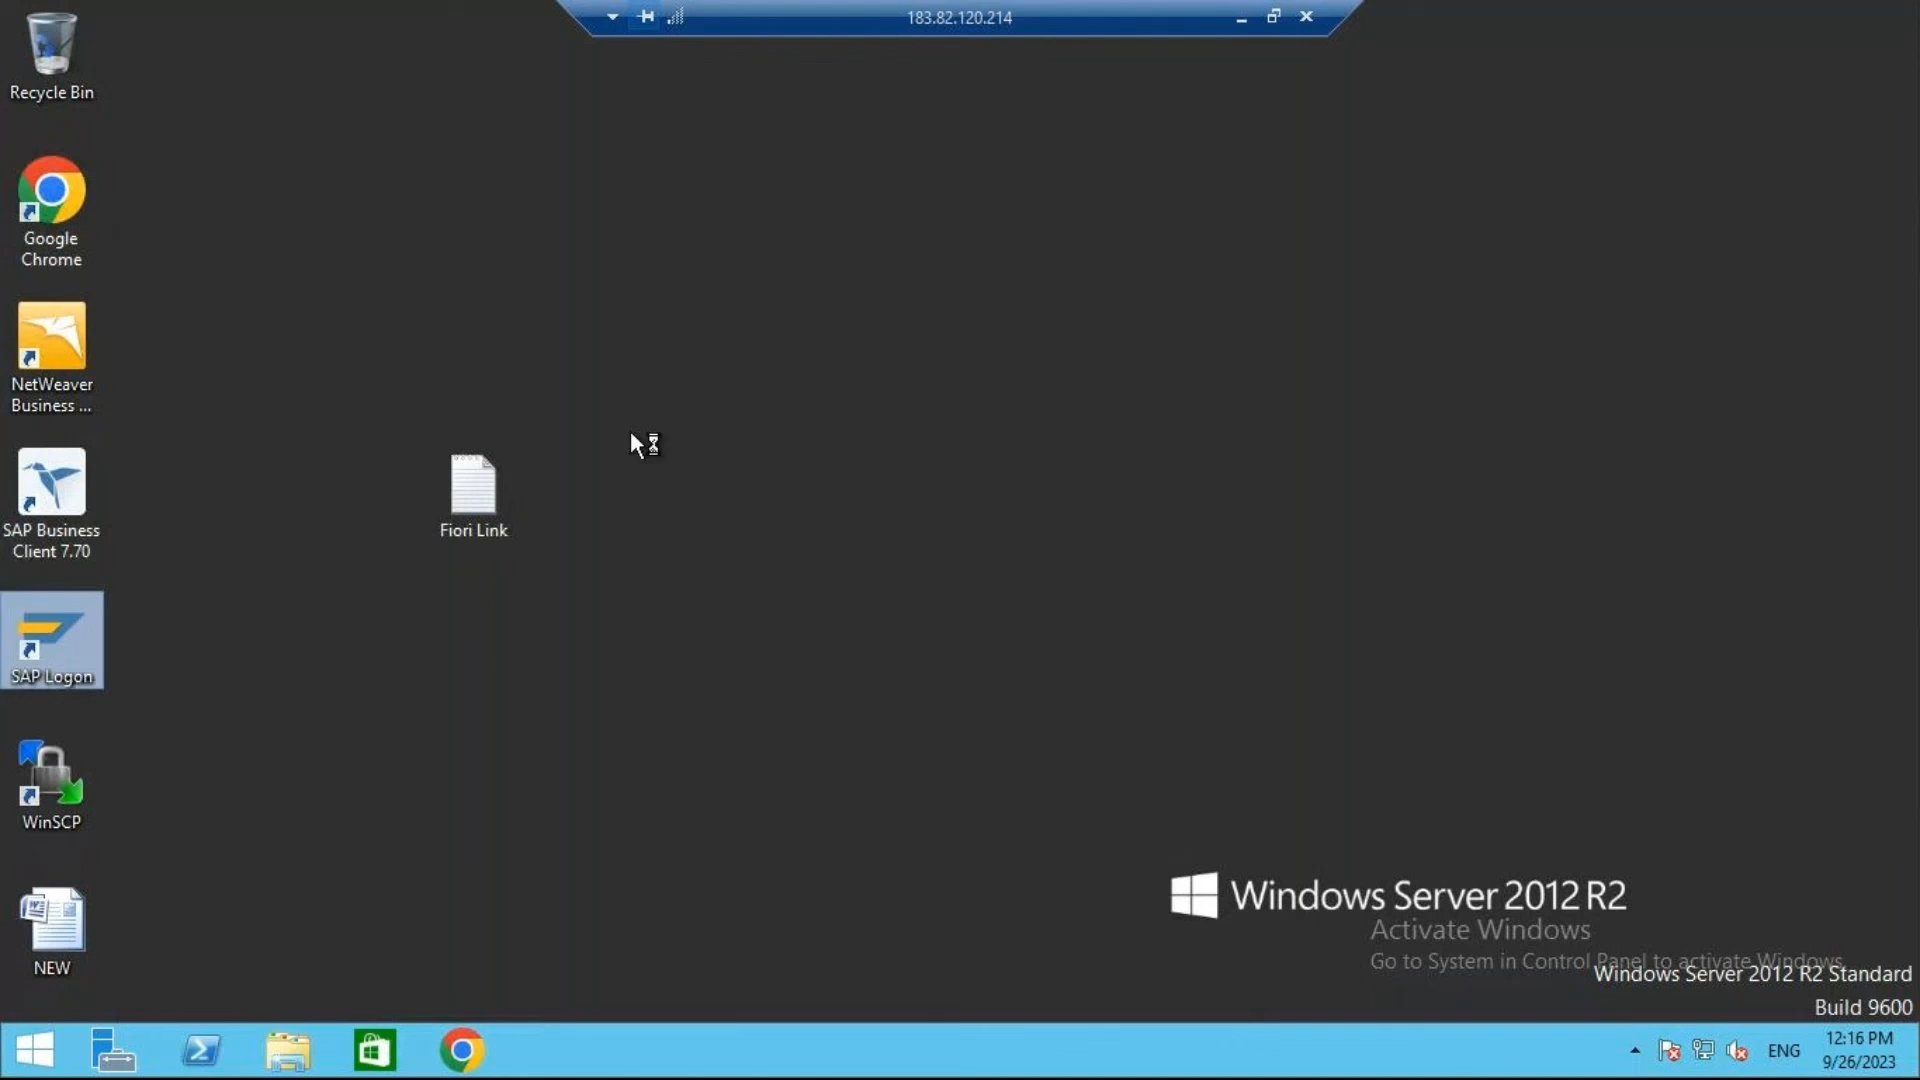 183.82.120.214
Recycle Bin
Google
Chrome
NetWeaver
Business ...
SAP Business
Client 7.70
Fiori Link
SAP Logon
WinSCP
NEW
Windows Server 2012 R2
Activate Windows
Go to System in Control Panel to activate Windows.
Windows Server 2012 R2 Standard
Build 9600
ENG
12:16 PM
9/26/2023